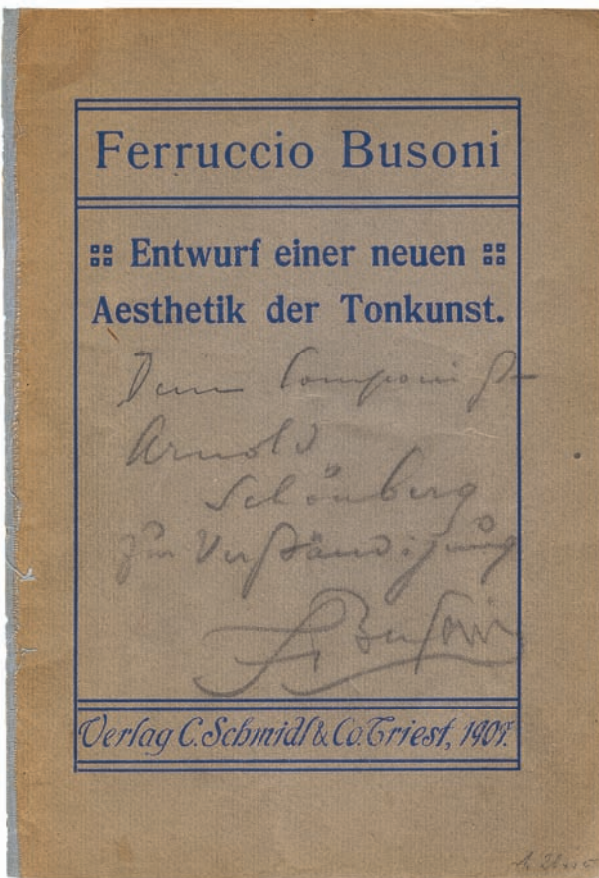 Ferruccio Busoni
Entwurf einer neuen
Aesthetik der Tonkunst.
Dem Componisten
Arnold
Schönberg
zur Verständigung
F Busoni
Verlag C. Schmidl & Co. Triest, 1907.